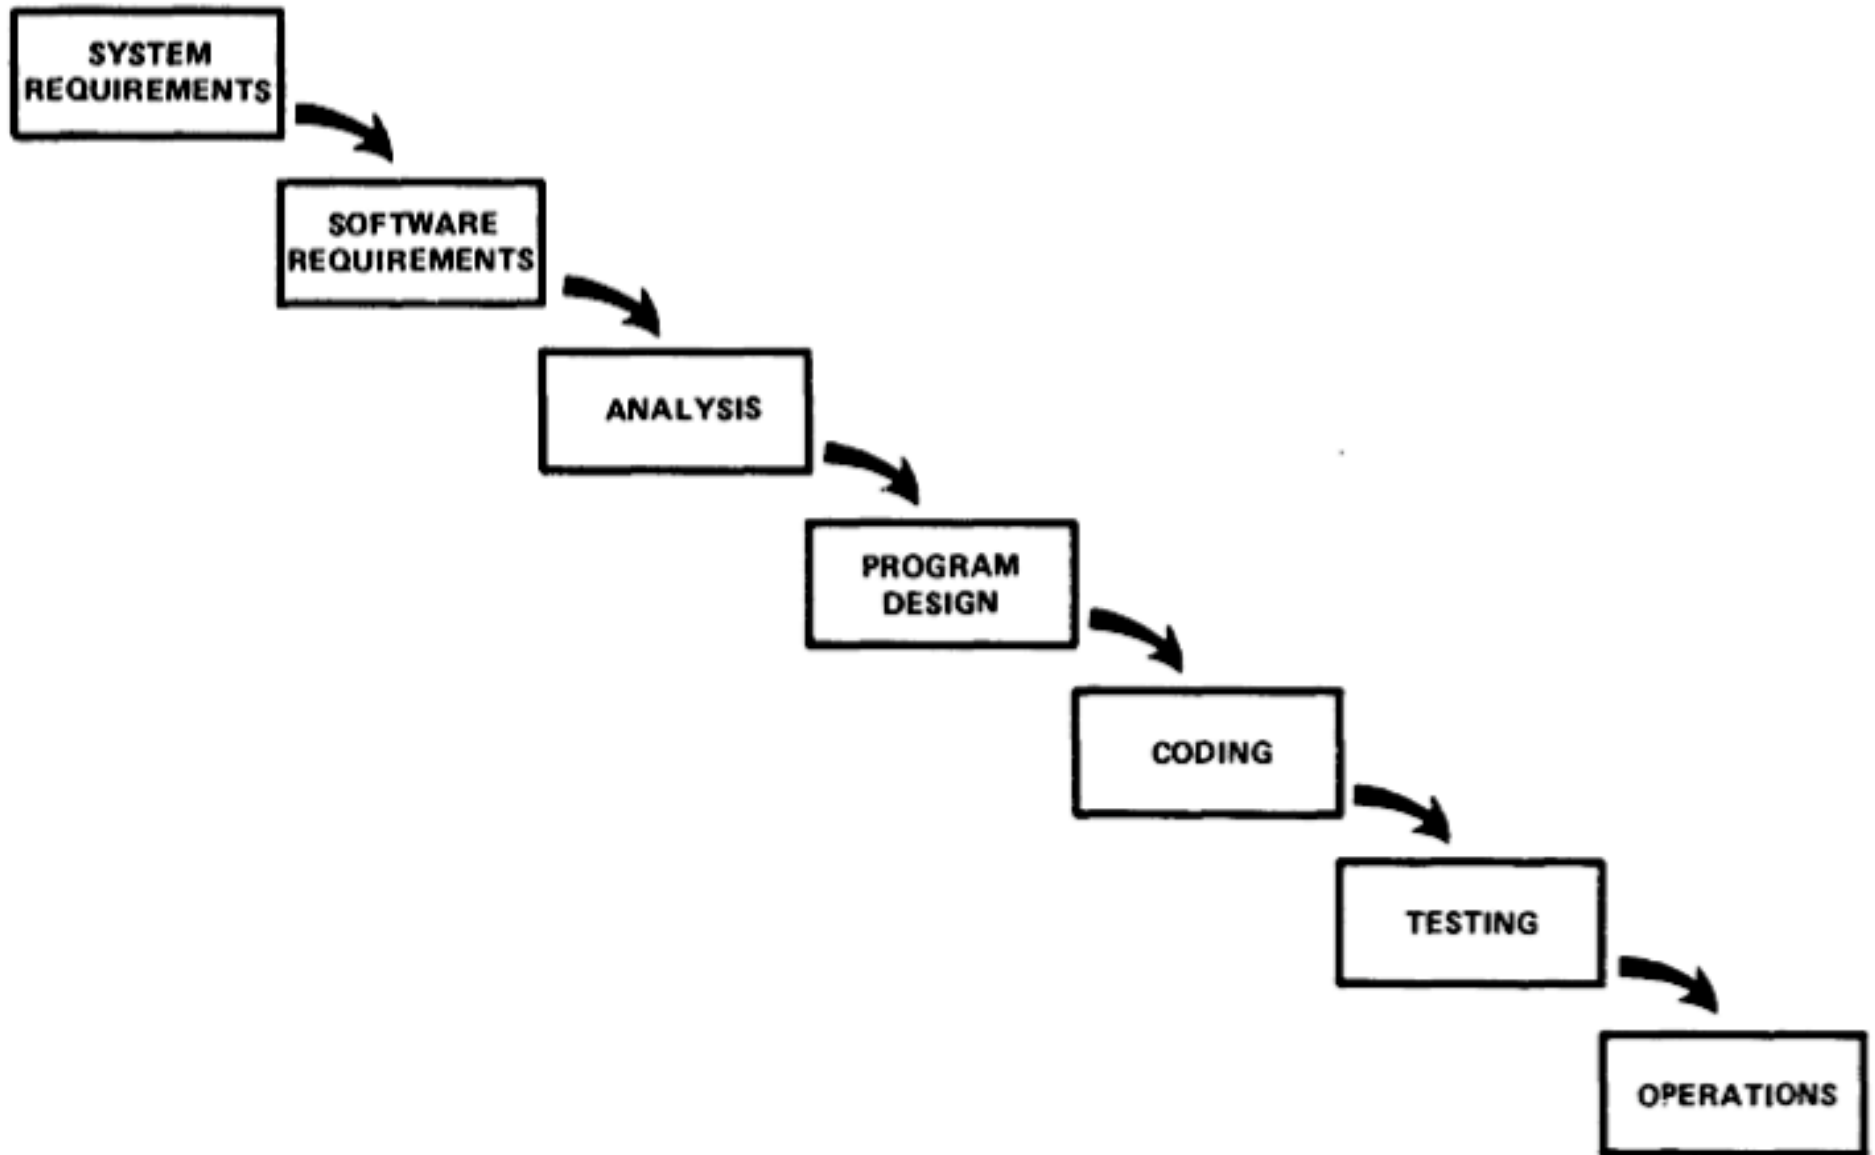 SYSTEM
REQUIREMENTS
SOFTWARE
REQUIREMENTS
ANALYSIS
PROGRAM
DESIGN
CODING
TESTING
OPERATIONS